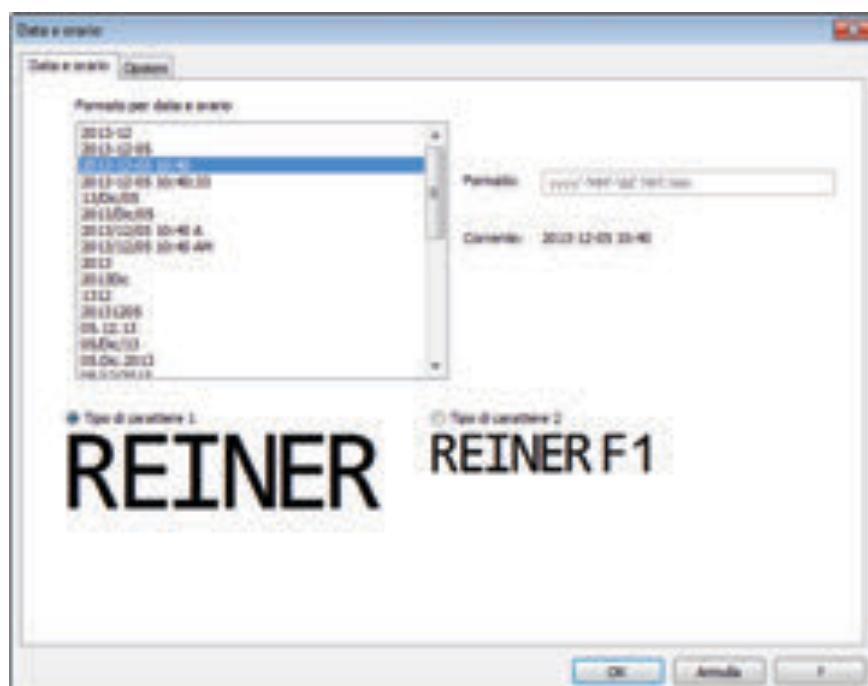 Data e orario
Data e orario
Opzioni
Formato per data e orario
2013-12
2013-12-05
2013-12-05 10:40
2013-12-05 10:40:33
13/Dic/05
2013/Dic/05
2013/12/05 10:40 A
2013/12/05 10:40 AM
2013
2013Dic
1312
20131205
05.12.13
05/Dic/13
05.Dic.2013
Formato:
Corrente: 2013-12-05 10:40
Tipo di carattere 1
REINER
Tipo di carattere 2
REINER F1
OK
Annulla
?